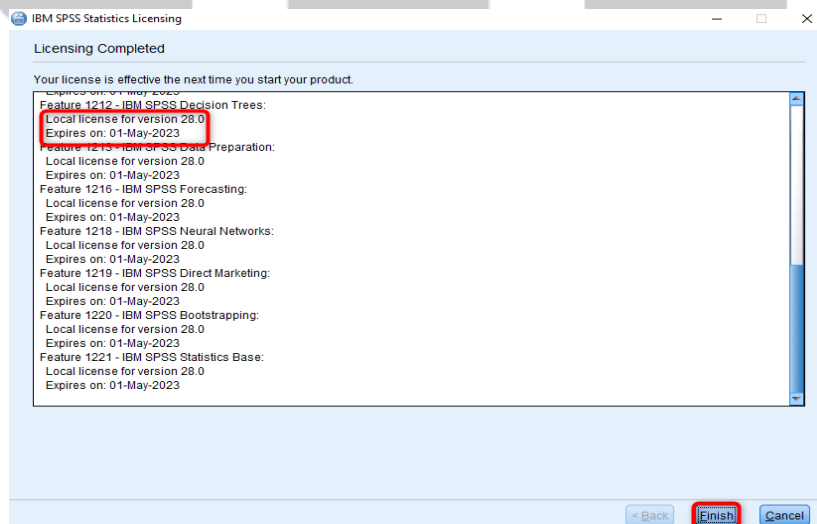 IBM SPSS Statistics Licensing
Licensing Completed
Your license is effective the next time you start your product.
Expires on: 01-May-2023
Feature 1212 - IBM SPSS Decision Trees:
Local license for version 28.0
Expires on: 01-May-2023
Feature 1213 - IBM SPSS Data Preparation:
Local license for version 28.0
Expires on: 01-May-2023
Feature 1216 - IBM SPSS Forecasting:
Local license for version 28.0
Expires on: 01-May-2023
Feature 1218 - IBM SPSS Neural Networks:
Local license for version 28.0
Expires on: 01-May-2023
Feature 1219 - IBM SPSS Direct Marketing:
Local license for version 28.0
Expires on: 01-May-2023
Feature 1220 - IBM SPSS Bootstrapping:
Local license for version 28.0
Expires on: 01-May-2023
Feature 1221 - IBM SPSS Statistics Base:
Local license for version 28.0
Expires on: 01-May-2023
< Back Finish Cancel